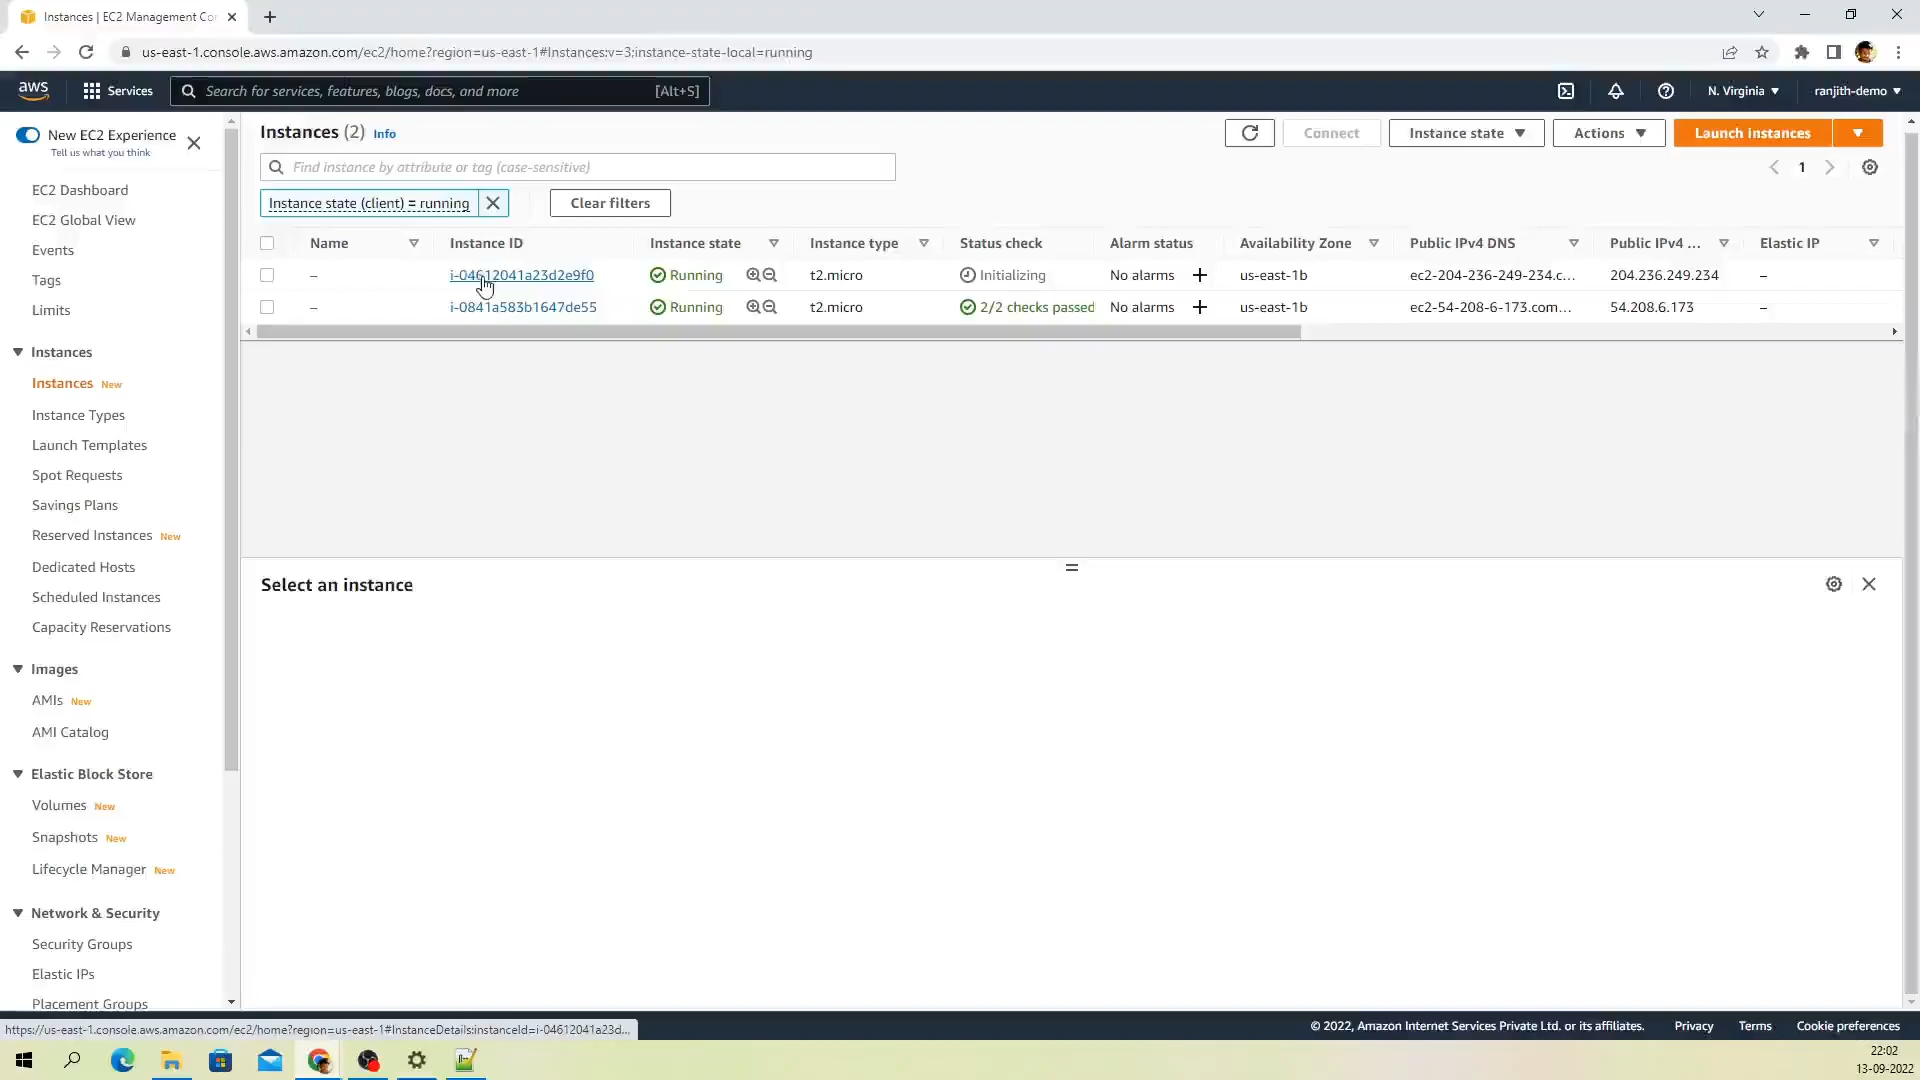 Instances | EC2 Management Co
us-east-1.console.aws.amazon.com/ec2/home?region=us-east-1#Instances:v=3;instance-state-local=running
aws
Services
Search for services, features, blogs, docs, and more
[Alt+S]
N. Virginia
ranjith-demo
New EC2 Experience
Tell us what you think
EC2 Dashboard
EC2 Global View
Events
Tags
Limits
Instances
Instances New
Instance Types
Launch Templates
Spot Requests
Savings Plans
Reserved Instances New
Dedicated Hosts
Scheduled Instances
Capacity Reservations
Images
AMIs New
AMI Catalog
Elastic Block Store
Volumes New
Snapshots New
Lifecycle Manager New
Network & Security
Security Groups
Elastic IPs
Placement Groups
Instances (2) Info
Connect
Instance state
Actions
Launch instances
Find instance by attribute or tag (case-sensitive)
1
Instance state (client) = running
Clear filters
Name Instance ID Instance state Instance type Status check Alarm status Availability Zone Public IPv4 DNS Public IPv4 ... Elastic IP
– i-04612041a23d2e9f0 Running t2.micro Initializing No alarms + us-east-1b ec2-204-236-249-234.c... 204.236.249.234 –
– i-0841a583b1647de55 Running t2.micro 2/2 checks passed No alarms + us-east-1b ec2-54-208-6-173.com... 54.208.6.173 –
Select an instance
https://us-east-1.console.aws.amazon.com/ec2/home?region=us-east-1#InstanceDetails:instanceId=i-04612041a23d...
© 2022, Amazon Internet Services Private Ltd. or its affiliates.
Privacy
Terms
Cookie preferences
22:02
13-09-2022